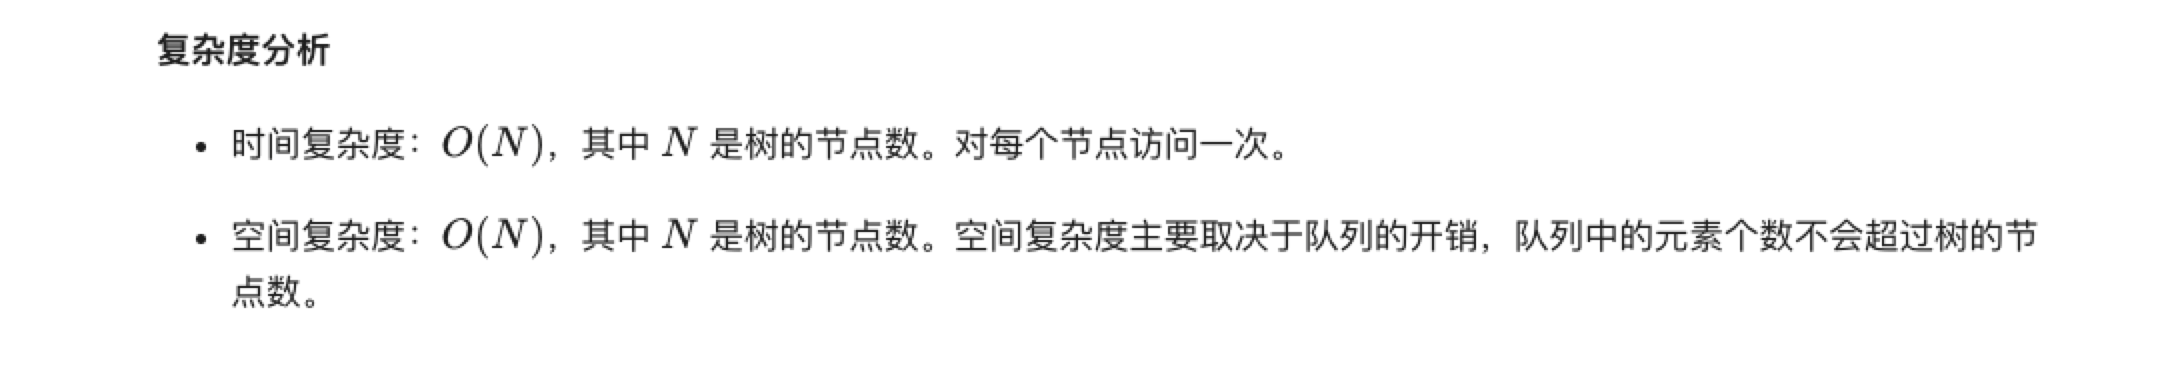 复杂度分析
• 时间复杂度：O(N)，其中 N 是树的节点数。对每个节点访问一次。
• 空间复杂度：O(N)，其中 N 是树的节点数。空间复杂度主要取决于队列的开销，队列中的元素个数不会超过树的节
点数。